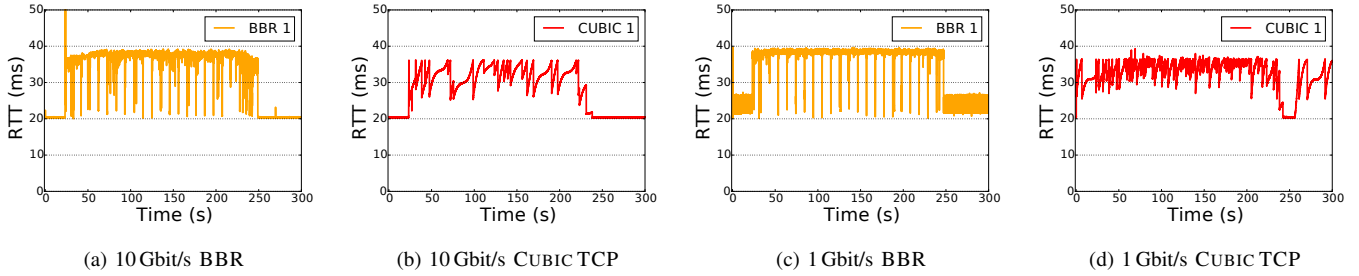 BBR 1
RTT (ms)
50
40
30
20
10
0
0 50 100 150 200 250 300
Time (s)
(a) 10 Gbit/s BBR
CUBIC 1
RTT (ms)
50
40
30
20
10
0
0 50 100 150 200 250 300
Time (s)
(b) 10 Gbit/s CUBIC TCP
BBR 1
RTT (ms)
50
40
30
20
10
0
0 50 100 150 200 250 300
Time (s)
(c) 1 Gbit/s BBR
CUBIC 1
RTT (ms)
50
40
30
20
10
0
0 50 100 150 200 250 300
Time (s)
(d) 1 Gbit/s CUBIC TCP